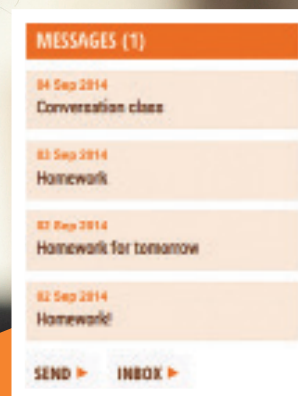 MESSAGES (1)
04 Sep 2014
Conversation class
03 Sep 2014
Homework
02 Sep 2014
Homework for tomorrow
02 Sep 2014
Homework!
SEND
INBOX